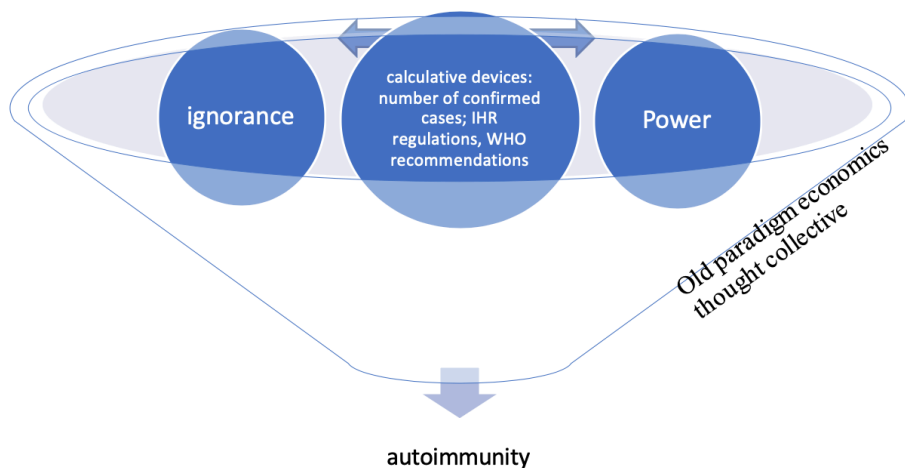 ignorance
calculative devices:
number of confirmed
cases; IHR
regulations, WHO
recommendations
Power
Old paradigm economics
thought collective
autoimmunity